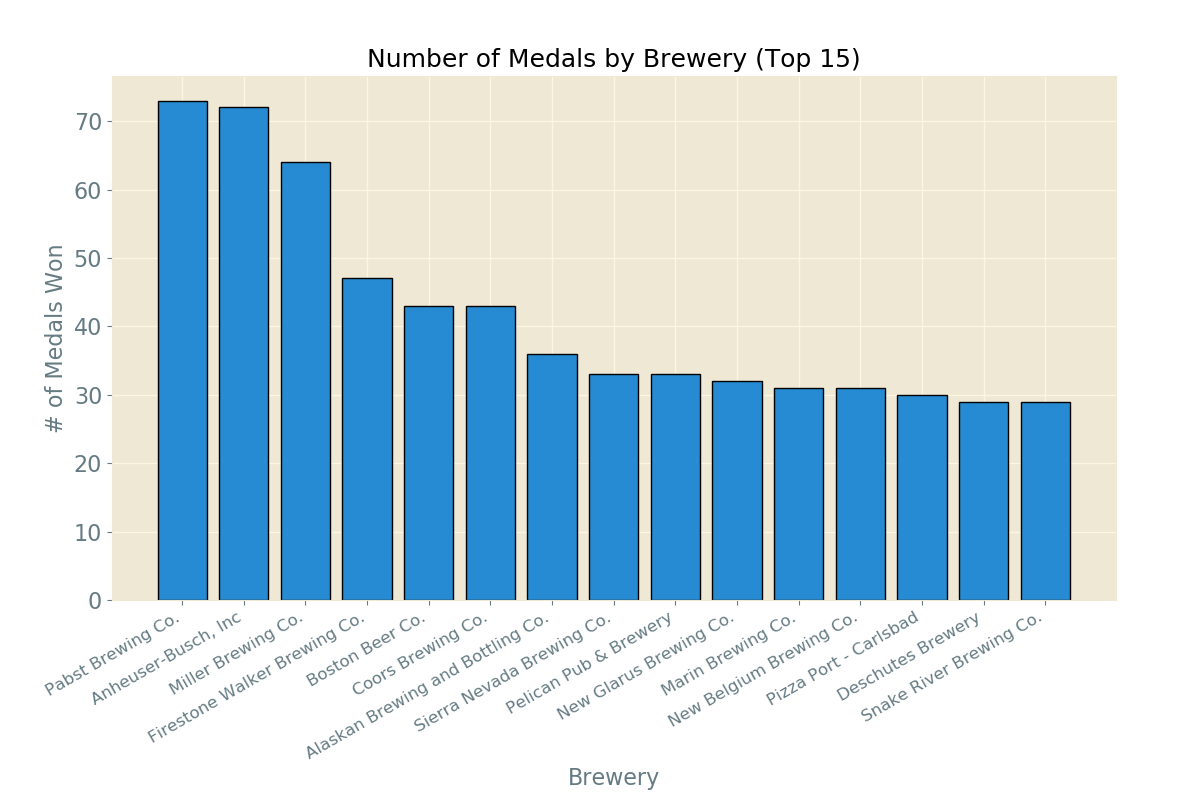 Number of Medals by Brewery (Top 15)
# of Medals Won
70
60
50
40
30
20
10
0
Pabst Brewing Co.
Anheuser-Busch, Inc
Miller Brewing Co.
Firestone Walker Brewing Co.
Boston Beer Co.
Coors Brewing Co.
Alaskan Brewing and Bottling Co.
Sierra Nevada Brewing Co.
Pelican Pub & Brewery
New Glarus Brewing Co.
Marin Brewing Co.
New Belgium Brewing Co.
Pizza Port - Carlsbad
Deschutes Brewery
Snake River Brewing Co.
Brewery